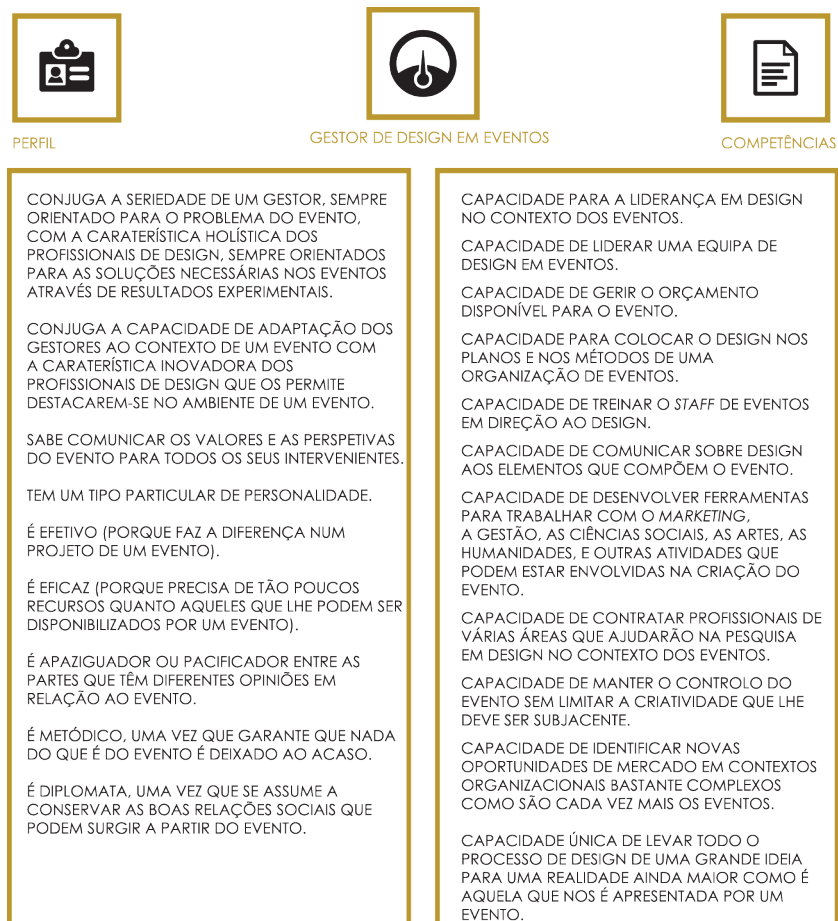 PERFIL
GESTOR DE DESIGN EM EVENTOS
COMPETÊNCIAS
CONJUGA A SERIEDADE DE UM GESTOR, SEMPRE
ORIENTADO PARA O PROBLEMA DO EVENTO,
COM A CARATERÍSTICA HOLÍSTICA DOS
PROFISSIONAIS DE DESIGN, SEMPRE ORIENTADOS
PARA AS SOLUÇÕES NECESSÁRIAS NOS EVENTOS
ATRAVÉS DE RESULTADOS EXPERIMENTAIS.
CONJUGA A CAPACIDADE DE ADAPTAÇÃO DOS
GESTORES AO CONTEXTO DE UM EVENTO COM
A CARATERÍSTICA INOVADORA DOS
PROFISSIONAIS DE DESIGN QUE OS PERMITE
DESTACAREM-SE NO AMBIENTE DE UM EVENTO.
SABE COMUNICAR OS VALORES E AS PERSPETIVAS
DO EVENTO PARA TODOS OS SEUS INTERVENIENTES.
TEM UM TIPO PARTICULAR DE PERSONALIDADE.
É EFETIVO (PORQUE FAZ A DIFERENÇA NUM
PROJETO DE UM EVENTO).
É EFICAZ (PORQUE PRECISA DE TÃO POUCOS
RECURSOS QUANTO AQUELES QUE LHE PODEM SER
DISPONIBILIZADOS POR UM EVENTO).
É APAZIGUADOR OU PACIFICADOR ENTRE AS
PARTES QUE TÊM DIFERENTES OPINIÕES EM
RELAÇÃO AO EVENTO.
É METÓDICO, UMA VEZ QUE GARANTE QUE NADA
DO QUE É DO EVENTO É DEIXADO AO ACASO.
É DIPLOMATA, UMA VEZ QUE SE ASSUME A
CONSERVAR AS BOAS RELAÇÕES SOCIAIS QUE
PODEM SURGIR A PARTIR DO EVENTO.
CAPACIDADE PARA A LIDERANÇA EM DESIGN
NO CONTEXTO DOS EVENTOS.
CAPACIDADE DE LIDERAR UMA EQUIPA DE
DESIGN EM EVENTOS.
CAPACIDADE DE GERIR O ORÇAMENTO
DISPONÍVEL PARA O EVENTO.
CAPACIDADE PARA COLOCAR O DESIGN NOS
PLANOS E NOS MÉTODOS DE UMA
ORGANIZAÇÃO DE EVENTOS.
CAPACIDADE DE TREINAR O STAFF DE EVENTOS
EM DIREÇÃO AO DESIGN.
CAPACIDADE DE COMUNICAR SOBRE DESIGN
AOS ELEMENTOS QUE COMPÕEM O EVENTO.
CAPACIDADE DE DESENVOLVER FERRAMENTAS
PARA TRABALHAR COM O MARKETING,
A GESTÃO, AS CIÊNCIAS SOCIAIS, AS ARTES, AS
HUMANIDADES, E OUTRAS ATIVIDADES QUE
PODEM ESTAR ENVOLVIDAS NA CRIAÇÃO DO
EVENTO.
CAPACIDADE DE CONTRATAR PROFISSIONAIS DE
VÁRIAS ÁREAS QUE AJUDARÃO NA PESQUISA
EM DESIGN NO CONTEXTO DOS EVENTOS.
CAPACIDADE DE MANTER O CONTROLO DO
EVENTO SEM LIMITAR A CRIATIVIDADE QUE LHE
DEVE SER SUBJACENTE.
CAPACIDADE DE IDENTIFICAR NOVAS
OPORTUNIDADES DE MERCADO EM CONTEXTOS
ORGANIZACIONAIS BASTANTE COMPLEXOS
COMO SÃO CADA VEZ MAIS OS EVENTOS.
CAPACIDADE ÚNICA DE LEVAR TODO O
PROCESSO DE DESIGN DE UMA GRANDE IDEIA
PARA UMA REALIDADE AINDA MAIOR COMO É
AQUELA QUE NOS É APRESENTADA POR UM
EVENTO.